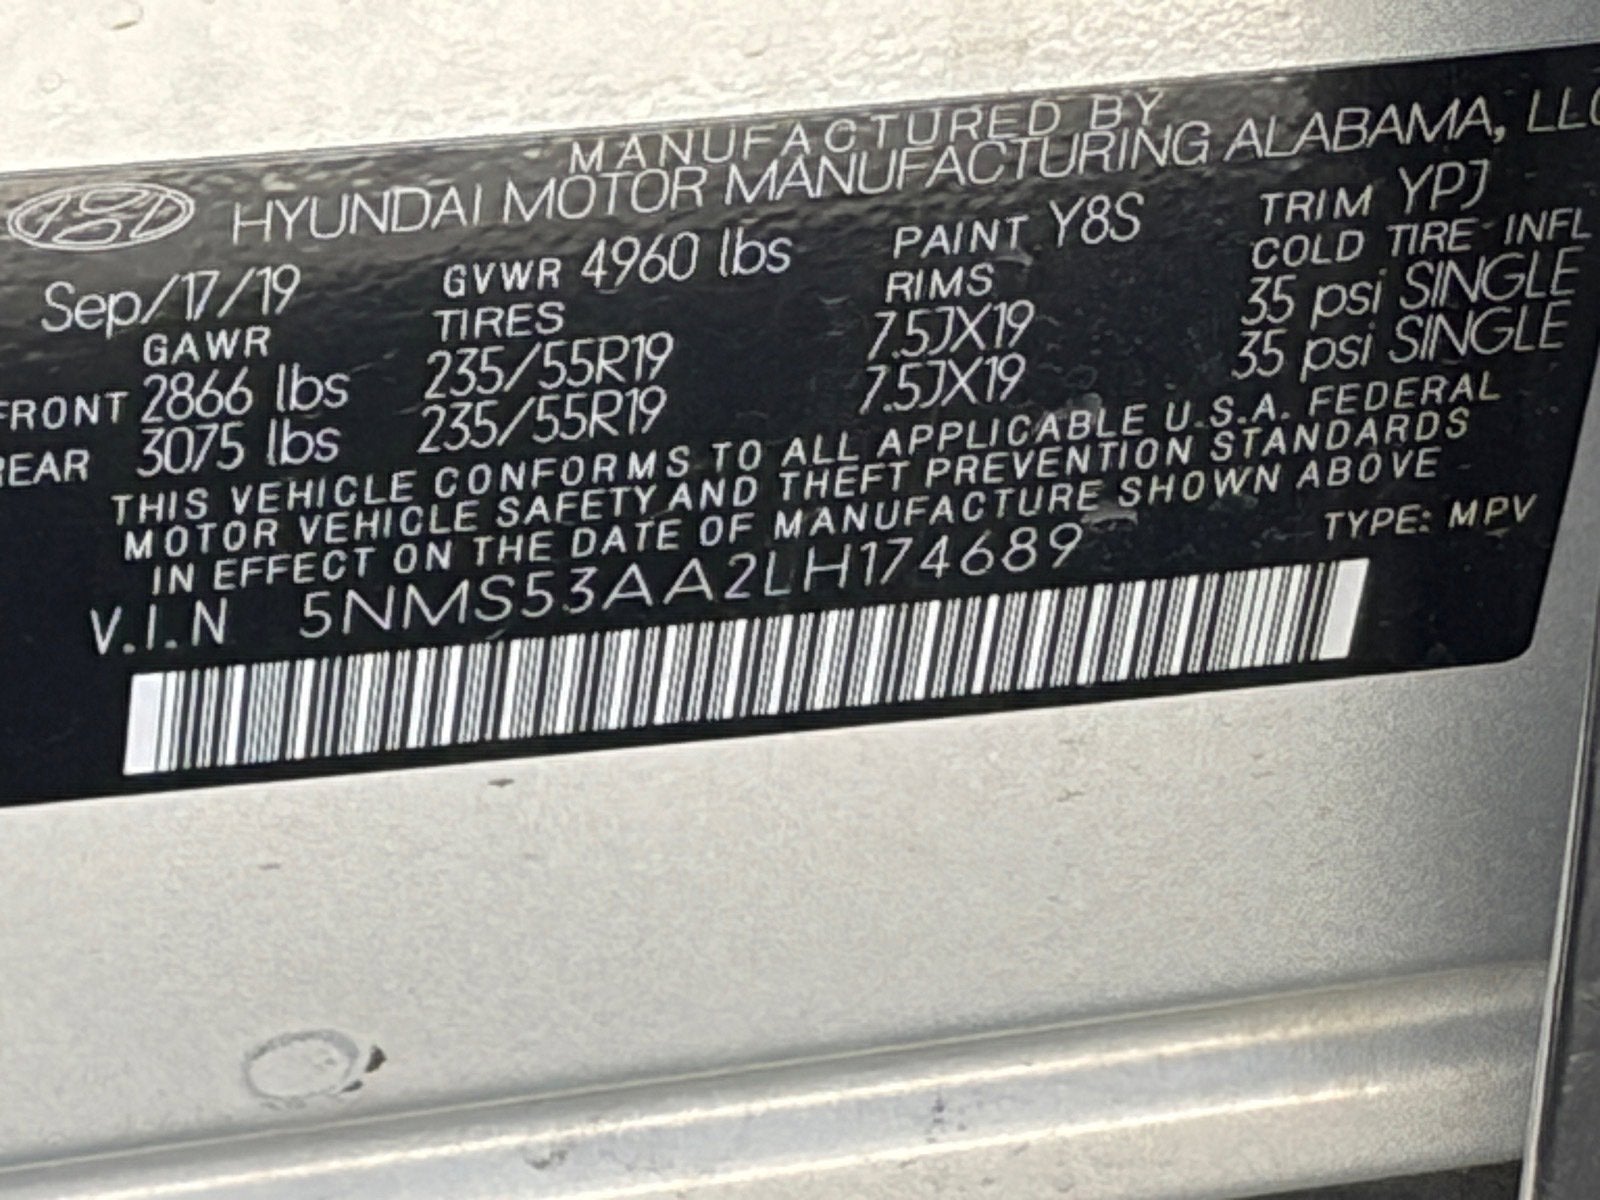 MANUFACTURED BY
HYUNDAI MOTOR MANUFACTURING ALABAMA, LLC
Sep/17/19 GVWR 4960 lbs PAINT Y8S TRIM YPJ
GAWR TIRES RIMS COLD TIRE INFL
FRONT 2866 lbs 235/55R19 7.5JX19 35 psi SINGLE
REAR 3075 lbs 235/55R19 7.5JX19 35 psi SINGLE
THIS VEHICLE CONFORMS TO ALL APPLICABLE U.S.A. FEDERAL
MOTOR VEHICLE SAFETY AND THEFT PREVENTION STANDARDS
IN EFFECT ON THE DATE OF MANUFACTURE SHOWN ABOVE
V.I.N 5NMS53AA2LH174689 TYPE: MPV